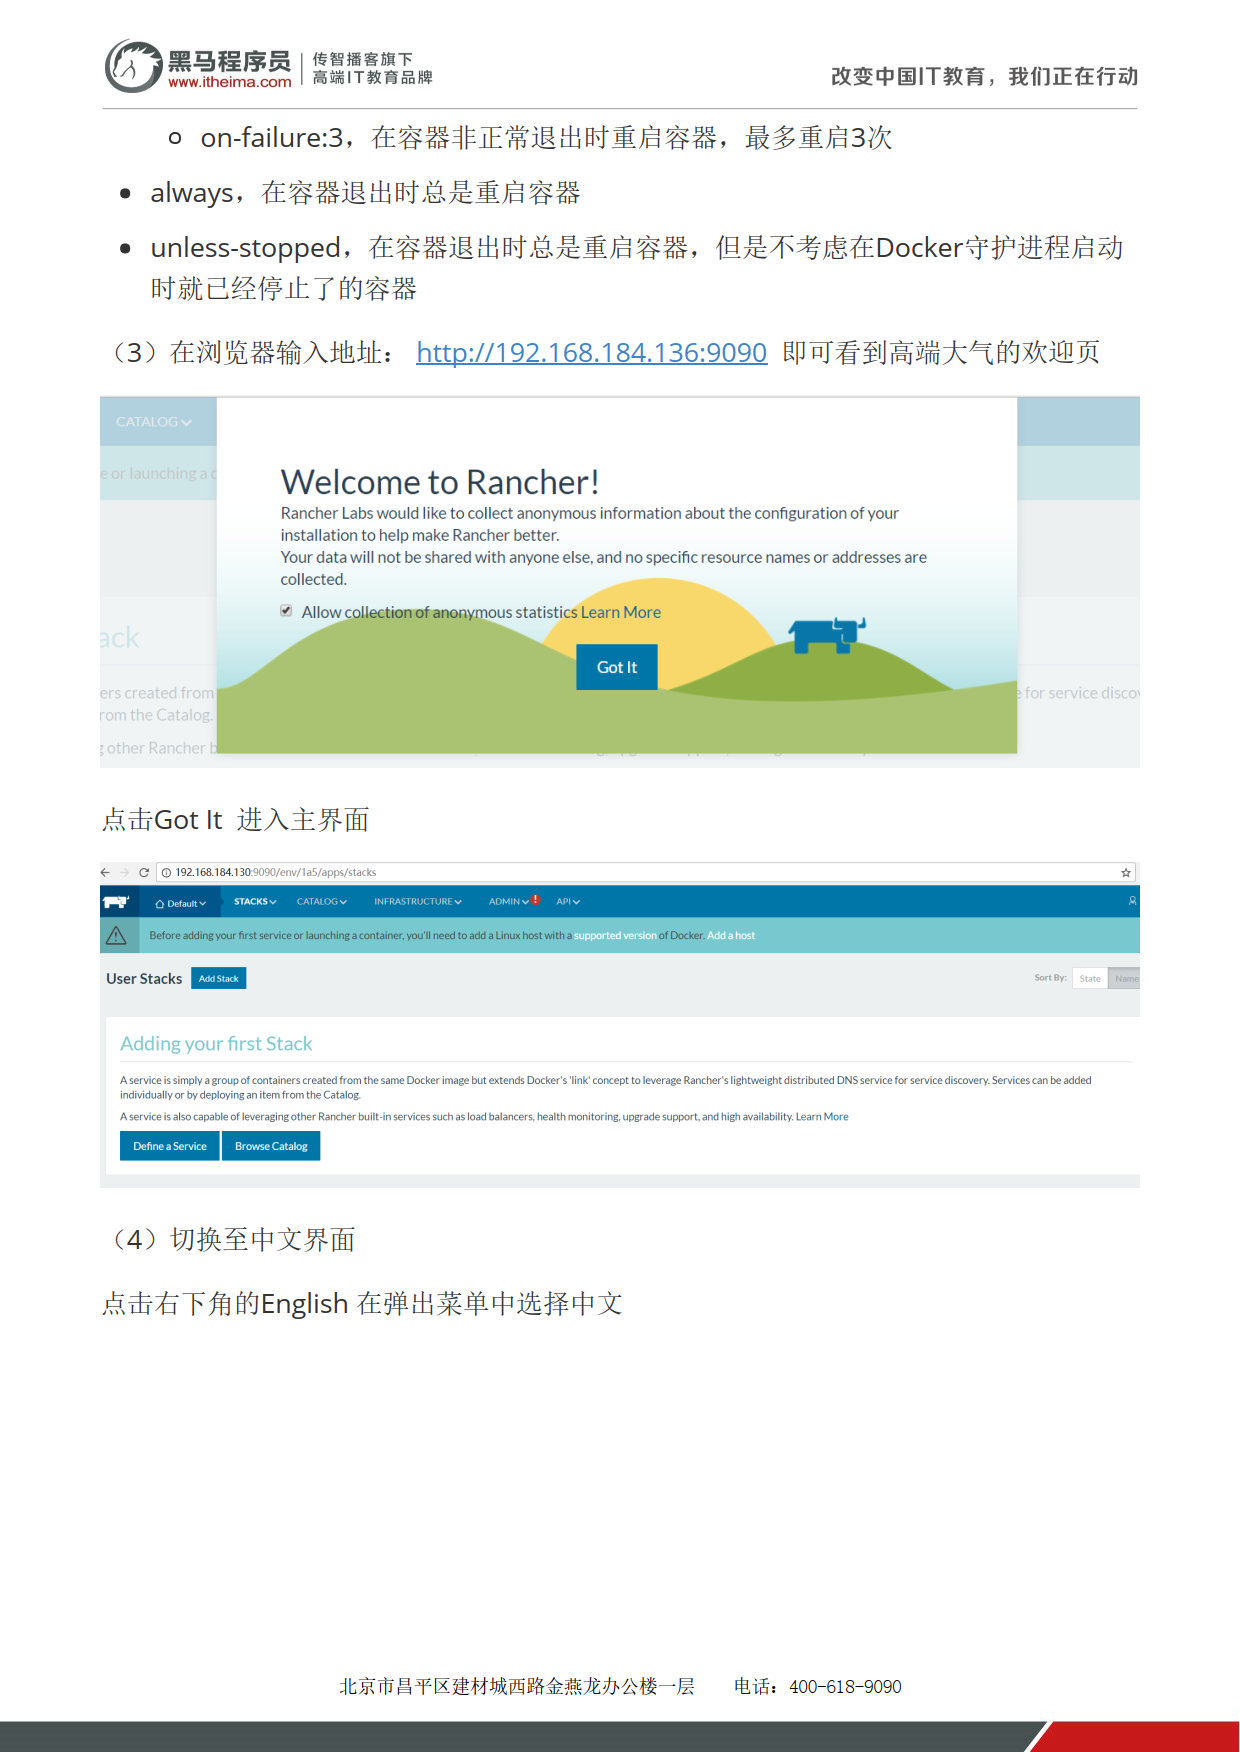 黑马程序员
www.itheima.com
传智播客旗下
高端IT教育品牌
改变中国IT教育，我们正在行动
on-failure:3，在容器非正常退出时重启容器，最多重启3次
always，在容器退出时总是重启容器
unless-stopped，在容器退出时总是重启容器，但是不考虑在Docker守护进程启动
时就已经停止了的容器
（3）在浏览器输入地址： http://192.168.184.136:9090 即可看到高端大气的欢迎页
CATALOG
e or launching a c
Welcome to Rancher!
Rancher Labs would like to collect anonymous information about the configuration of your
installation to help make Rancher better.
Your data will not be shared with anyone else, and no specific resource names or addresses are
collected.
Allow collection of anonymous statistics Learn More
ack
Got It
ers created from
e for service discov
rom the Catalog.
g other Rancher b
点击Got It 进入主界面
192.168.184.130:9090/env/1a5/apps/stacks
Default STACKS CATALOG INFRASTRUCTURE ADMIN ! API
Before adding your first service or launching a container, you'll need to add a Linux host with a supported version of Docker. Add a host
User Stacks Add Stack Sort By: State Name
Adding your first Stack
A service is simply a group of containers created from the same Docker image but extends Docker's 'link' concept to leverage Rancher's lightweight distributed DNS service for service discovery. Services can be added
individually or by deploying an item from the Catalog.
A service is also capable of leveraging other Rancher built-in services such as load balancers, health monitoring, upgrade support, and high availability. Learn More
Define a Service Browse Catalog
（4）切换至中文界面
点击右下角的English 在弹出菜单中选择中文
北京市昌平区建材城西路金燕龙办公楼一层 电话：400-618-9090